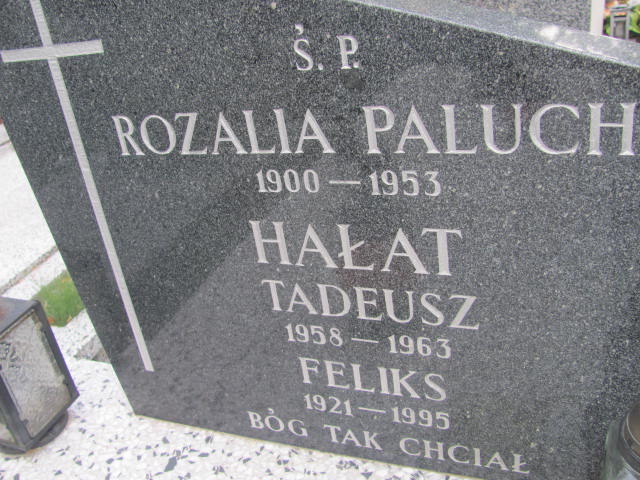 Ś. P.
ROZALIA PALUCH
1900 — 1953
HAŁAT
TADEUSZ
1958 — 1963
FELIKS
1921 — 1995
BÓG TAK CHCIAŁ